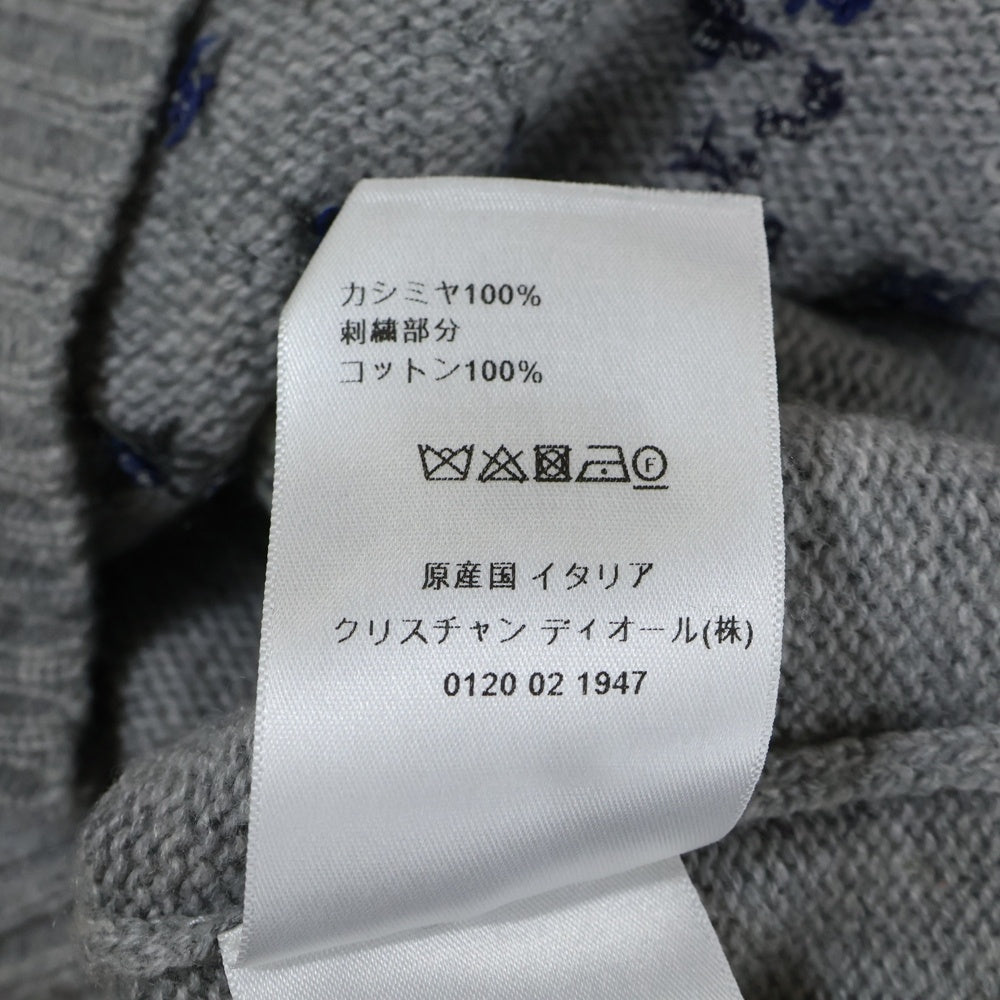 カシミヤ100%
刺繍部分
コットン100%
F
原産国 イタリア
クリスチャン ディオール(株)
0120 02 1947